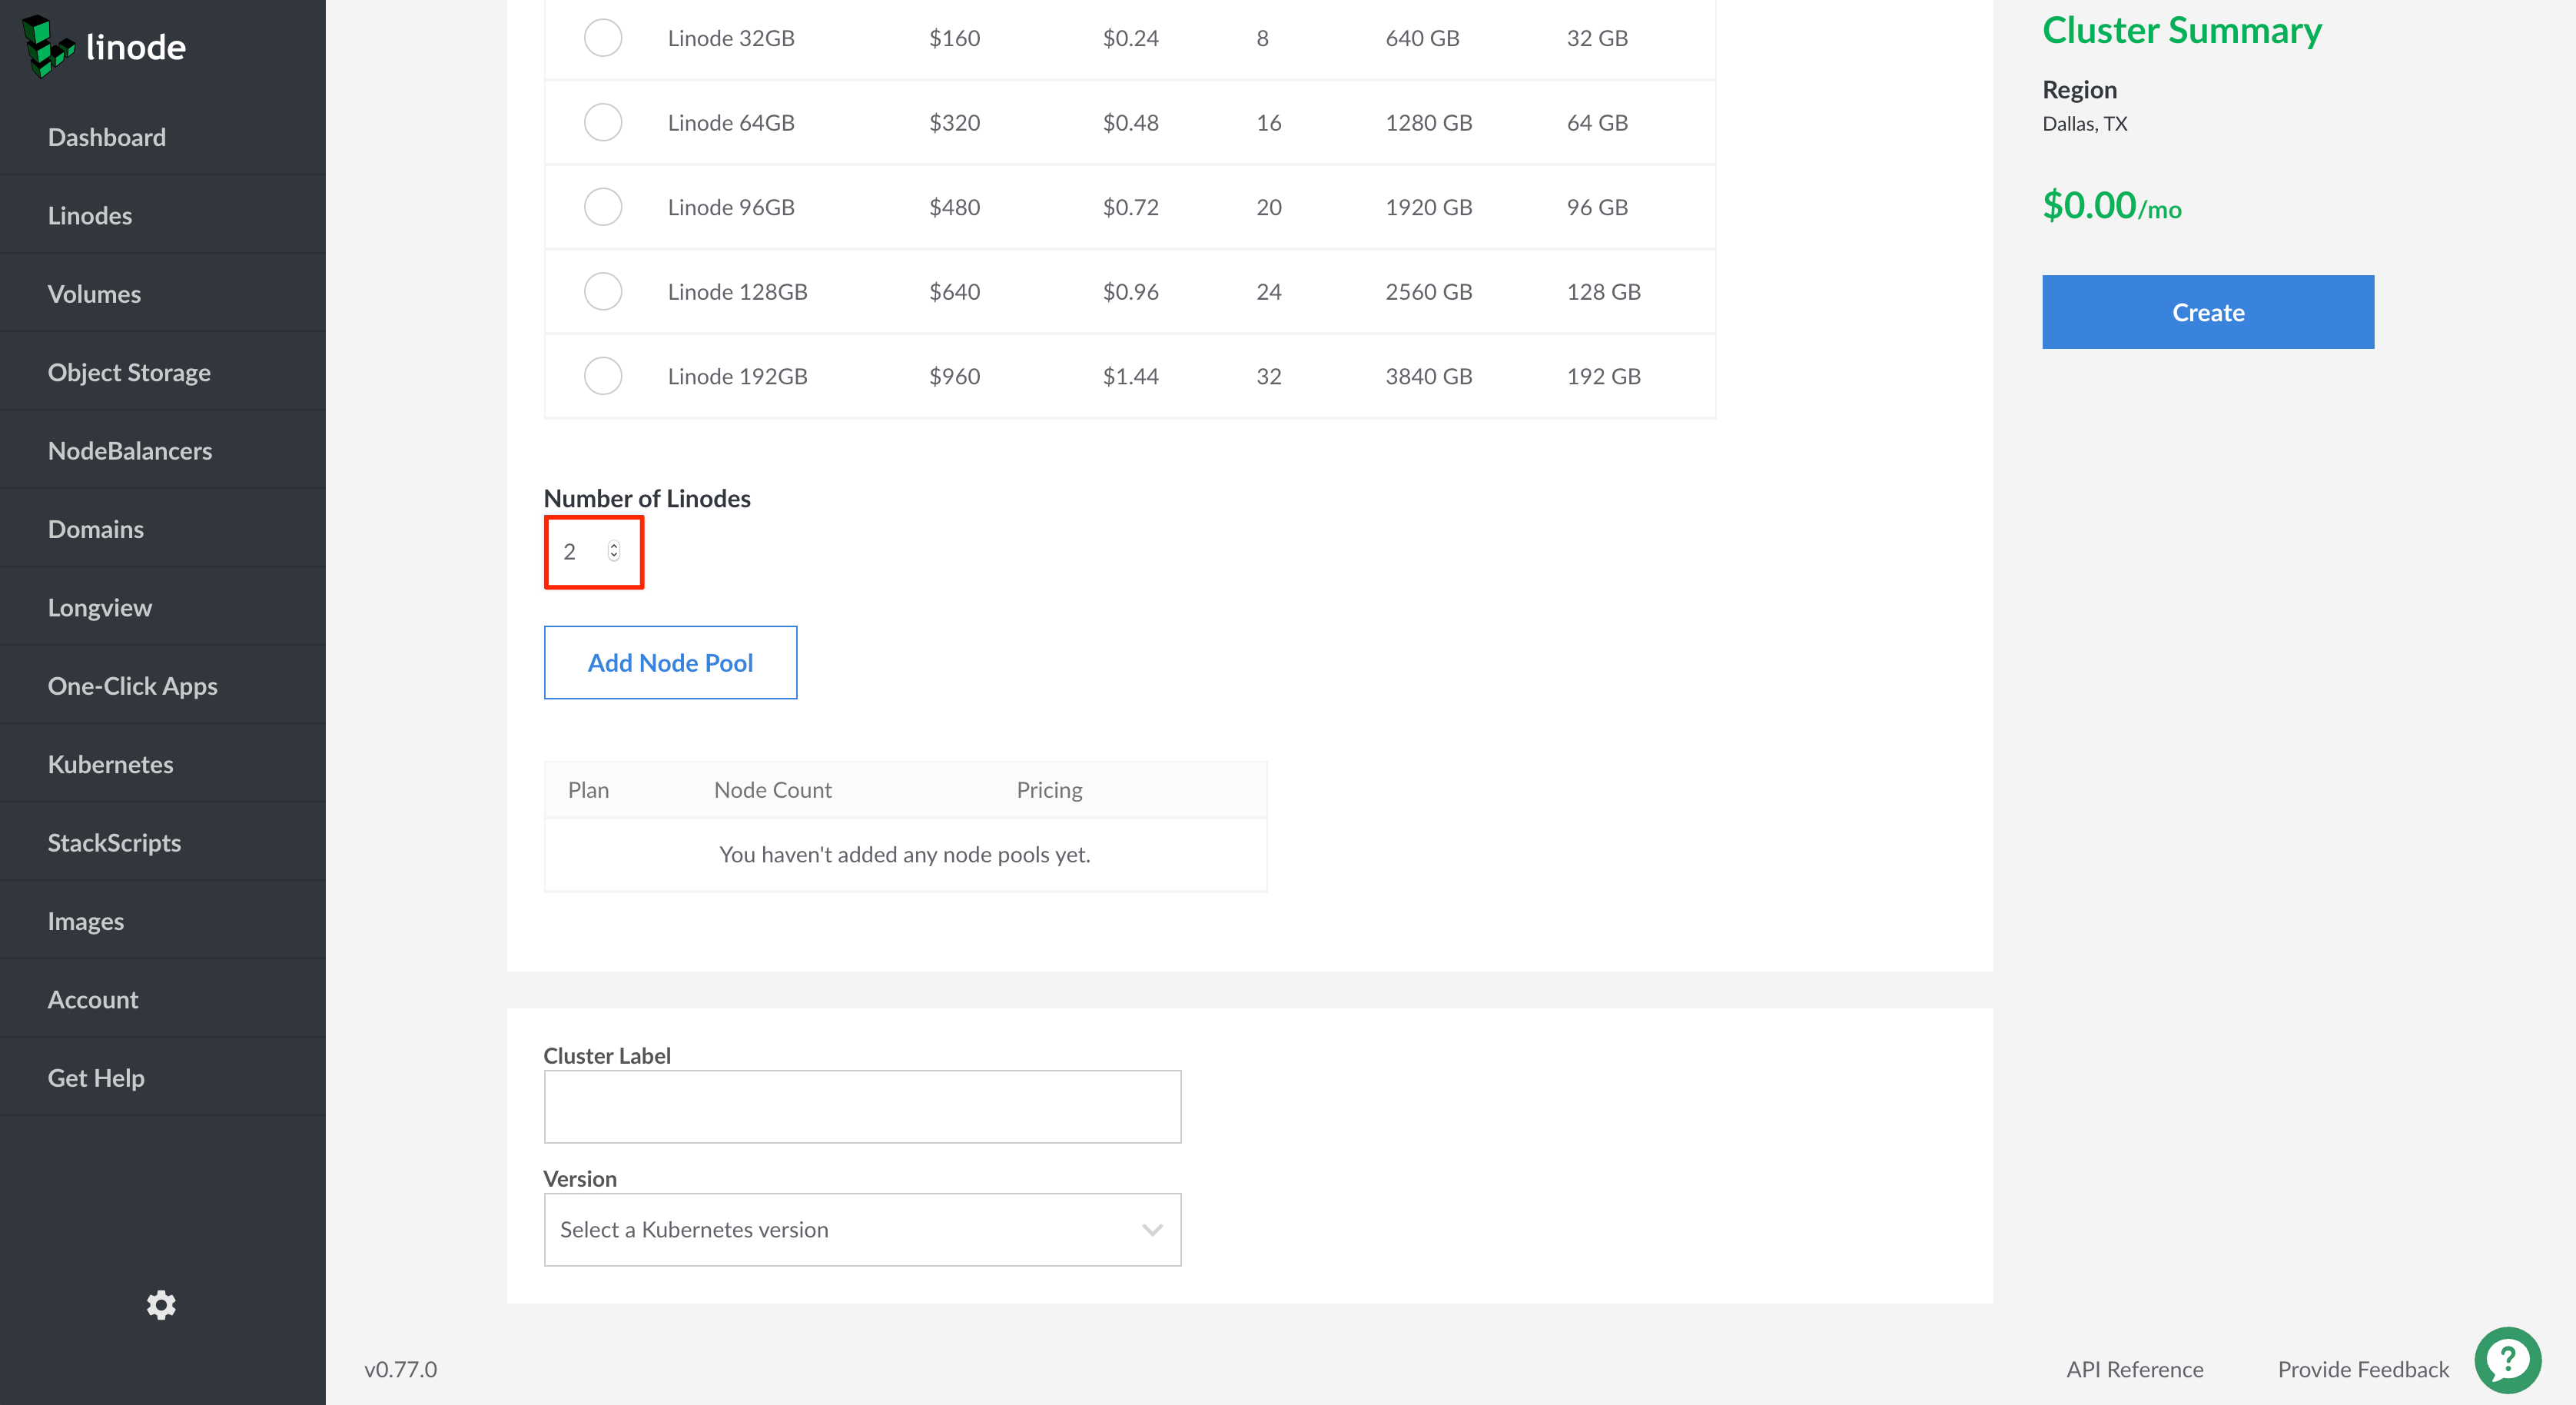 linode
Dashboard
Linodes
Volumes
Object Storage
NodeBalancers
Domains
Longview
One-Click Apps
Kubernetes
StackScripts
Images
Account
Get Help
Linode 32GB $160 $0.24 8 640 GB 32 GB
Linode 64GB $320 $0.48 16 1280 GB 64 GB
Linode 96GB $480 $0.72 20 1920 GB 96 GB
Linode 128GB $640 $0.96 24 2560 GB 128 GB
Linode 192GB $960 $1.44 32 3840 GB 192 GB
Number of Linodes
2
Add Node Pool
Plan Node Count Pricing
You haven't added any node pools yet.
Cluster Label
Version
Select a Kubernetes version
Cluster Summary
Region
Dallas, TX
$0.00/mo
Create
v0.77.0
API Reference
Provide Feedback
?